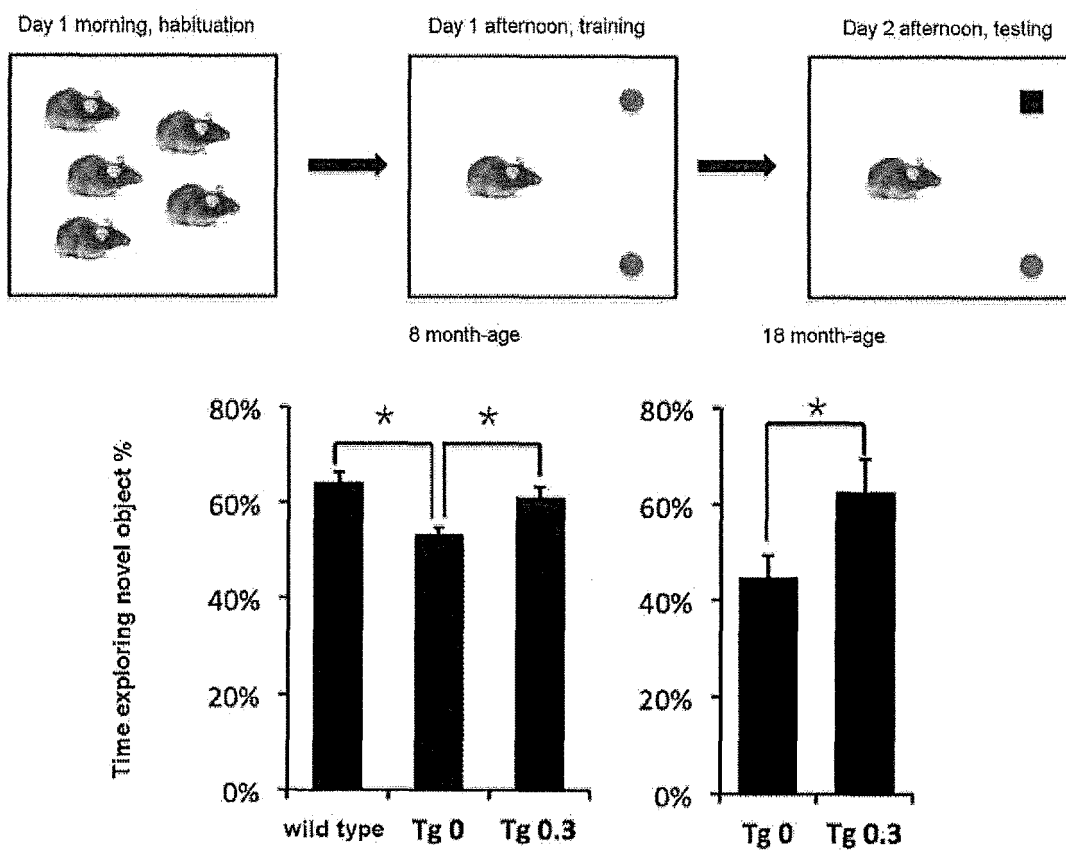 Day 1 morning, habituation
Day 1 afternoon, training
Day 2 afternoon, testing
8 month-age
18 month-age
Time exploring novel object %
80%
60%
40%
20%
0%
*
*
wild type
Tg 0
Tg 0.3
80%
60%
40%
20%
0%
*
Tg 0
Tg 0.3